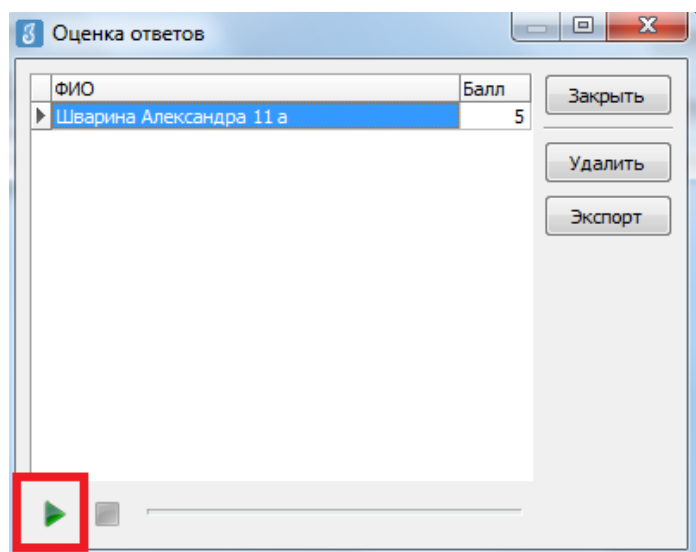 Оценка ответов
ФИО Балл
Шварина Александра 11 а 5
Закрыть
Удалить
Экспорт